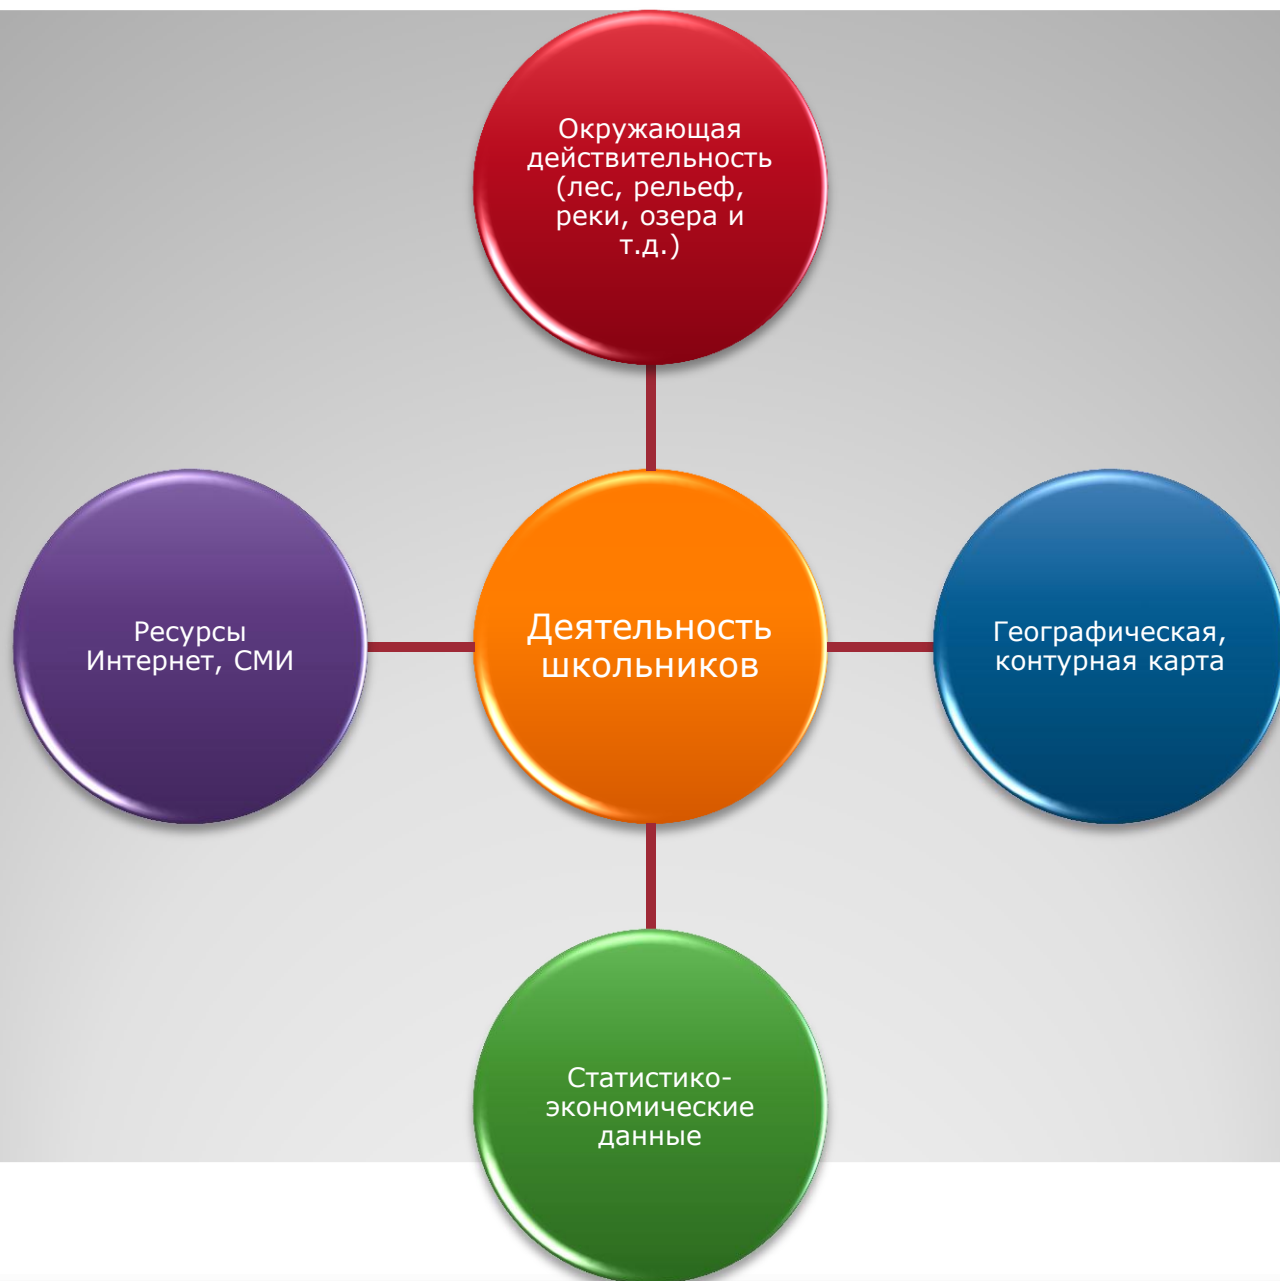 Окружающая
действительность
(лес, рельеф,
реки, озера и
т.д.)
Ресурсы
Интернет, СМИ
Деятельность
школьников
Географическая,
контурная карта
Статистико-
экономические
данные